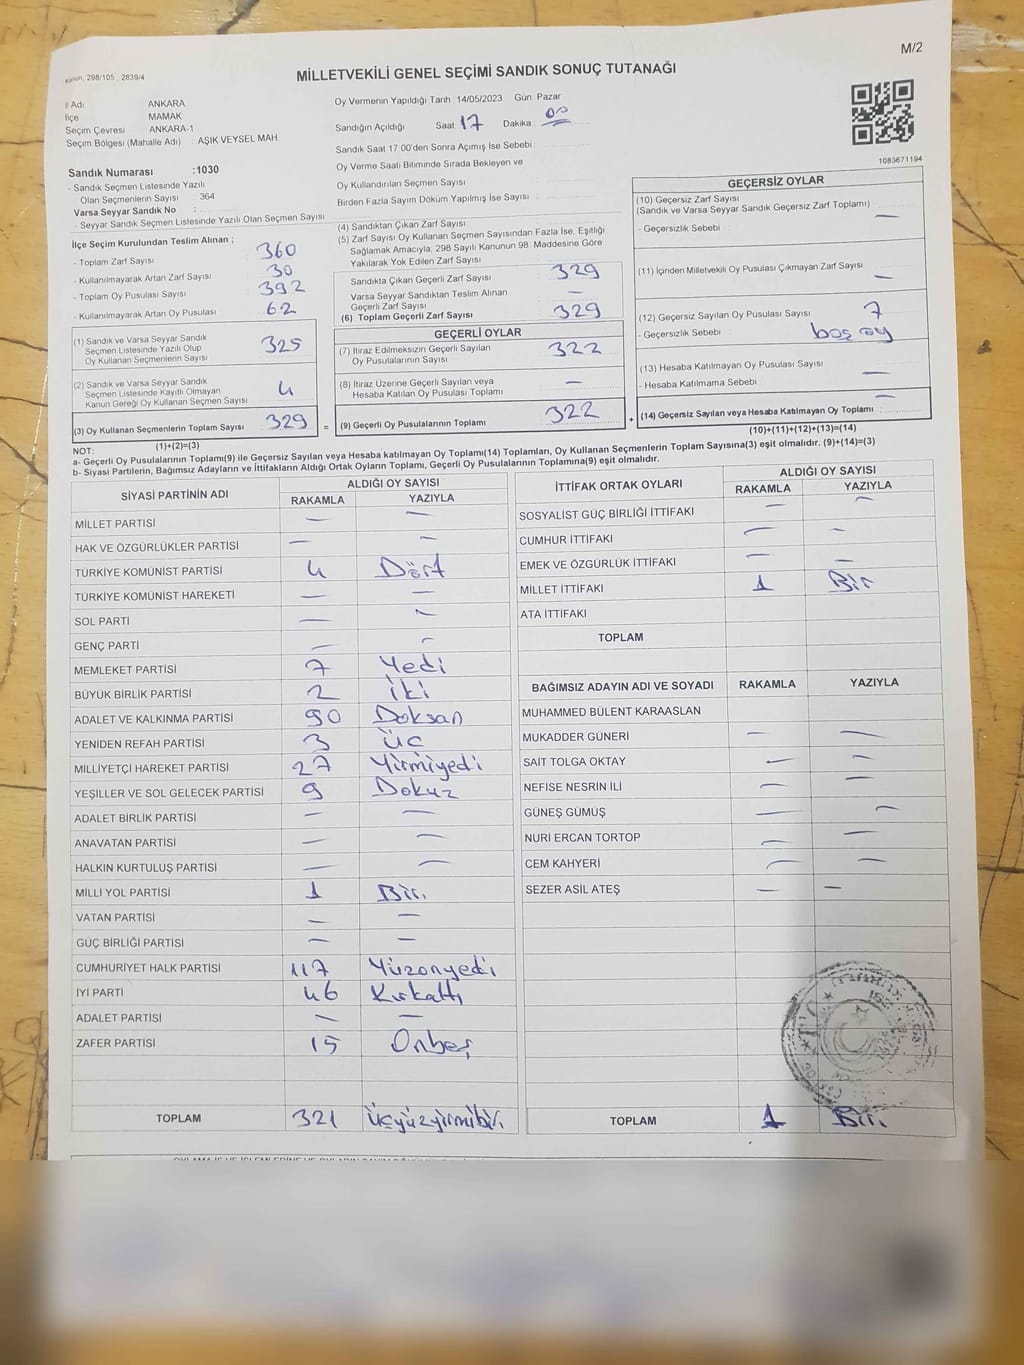 M/2
Kanun: 298/105 2839/4
MİLLETVEKİLİ GENEL SEÇİMİ SANDIK SONUÇ TUTANAĞI
İl Adı ANKARA
İlçe MAMAK
Seçim Çevresi ANKARA-1
Seçim Bölgesi (Mahalle Adı) : AŞIK VEYSEL MAH
Sandık Numarası :1030
- Sandık Seçmen Listesinde Yazılı
Olan Seçmenlerin Sayısı : 364
Varsa Seyyar Sandık No :
- Seyyar Sandık Seçmen Listesinde Yazılı Olan Seçmen Sayısı
Oy Vermenin Yapıldığı Tarih :14/05/2023 Gün: Pazar
Sandığın Açıldığı Saat: 17 Dakika: 00
Sandık Saat 17:00'den Sonra Açımış İse Sebebi:
Oy Verme Saati Bitiminde Sırada Bekleyen ve
Oy Kullandırılan Seçmen Sayısı
Birden Fazla Sayım Döküm Yapılmış İse Sayısı
1083671194
İlçe Seçim Kurulundan Teslim Alınan ;
- Toplam Zarf Sayısı 360
- Kullanılmayarak Artan Zarf Sayısı 30
- Toplam Oy Pusulası Sayısı 392
- Kullanılmayarak Artan Oy Pusulası 62
(1) Sandık ve Varsa Seyyar Sandık
Seçmen Listesinde Yazılı Olup
Oy Kullanan Seçmenlerin Sayısı 325
(2) Sandık ve Varsa Seyyar Sandık
Seçmen Listesinde Kayıtlı Olmayan
Kanun Gereği Oy Kullanan Seçmen Sayısı 4
(3) Oy Kullanan Seçmenlerin Toplam Sayısı 329
(1)+(2)=(3)
(4) Sandıktan Çıkan Zarf Sayısı
(5) Zarf Sayısı Oy Kullanan Seçmen Sayısından Fazla İse, Eşitliği
Sağlamak Amacıyla; 298 Sayılı Kanunun 98. Maddesine Göre
Yakılarak Yok Edilen Zarf Sayısı
Sandıkta Çıkan Geçerli Zarf Sayısı 329
Varsa Seyyar Sandıktan Teslim Alınan
Geçerli Zarf Sayısı —
(6) Toplam Geçerli Zarf Sayısı 329
GEÇERLİ OYLAR
(7) İtiraz Edilmeksizin Geçerli Sayılan
Oy Pusulalarının Sayısı 322
(8) İtiraz Üzerine Geçerli Sayılan veya
Hesaba Katılan Oy Pusulası Toplamı —
(9) Geçerli Oy Pusulalarının Toplamı 322
GEÇERSİZ OYLAR
(10) Geçersiz Zarf Sayısı
(Sandık ve Varsa Seyyar Sandık Geçersiz Zarf Toplamı) —
- Geçersizlik Sebebi :
(11) İçinden Milletvekili Oy Pusulası Çıkmayan Zarf Sayısı —
(12) Geçersiz Sayılan Oy Pusulası Sayısı 7
- Geçersizlik Sebebi : boş oy
(13) Hesaba Katılmayan Oy Pusulası Sayısı —
- Hesaba Katılmama Sebebi
(14) Geçersiz Sayılan veya Hesaba Katılmayan Oy Toplamı —
(10)+(11)+(12)+(13)=(14)
NOT:
a- Geçerli Oy Pusulalarının Toplamı(9) ile Geçersiz Sayılan veya Hesaba katılmayan Oy Toplamı(14) Toplamları, Oy Kullanan Seçmenlerin Toplam Sayısına(3) eşit olmalıdır. (9)+(14)=(3)
b- Siyasi Partilerin, Bağımsız Adayların ve İttifakların Aldığı Ortak Oyların Toplamı, Geçerli Oy Pusulalarının Toplamına(9) eşit olmalıdır.
SİYASİ PARTİNİN ADI ALDIĞI OY SAYISI
RAKAMLA YAZIYLA
MİLLET PARTİSİ — —
HAK VE ÖZGÜRLÜKLER PARTİSİ — —
TÜRKİYE KOMÜNİST PARTİSİ 4 Dört
TÜRKİYE KOMÜNİST HAREKETİ — —
SOL PARTİ — —
GENÇ PARTİ — —
MEMLEKET PARTİSİ 7 Yedi
BÜYÜK BİRLİK PARTİSİ 2 İki
ADALET VE KALKINMA PARTİSİ 90 Doksan
YENİDEN REFAH PARTİSİ 3 Üç
MİLLİYETÇİ HAREKET PARTİSİ 27 Yirmiyedi
YEŞİLLER VE SOL GELECEK PARTİSİ 9 Dokuz
ADALET BİRLİK PARTİSİ — —
ANAVATAN PARTİSİ — —
HALKIN KURTULUŞ PARTİSİ — —
MİLLİ YOL PARTİSİ 1 Bir.
VATAN PARTİSİ — —
GÜÇ BİRLİĞİ PARTİSİ — —
CUMHURİYET HALK PARTİSİ 117 Yüzonyedi
İYİ PARTİ 46 Kırkaltı
ADALET PARTİSİ — —
ZAFER PARTİSİ 15 Onbeş
TOPLAM 321 Üçyüzyirmibir.
İTTİFAK ORTAK OYLARI ALDIĞI OY SAYISI
RAKAMLA YAZIYLA
SOSYALİST GÜÇ BİRLİĞİ İTTİFAKI — —
CUMHUR İTTİFAKI — —
EMEK VE ÖZGÜRLÜK İTTİFAKI — —
MİLLET İTTİFAKI 1 Bir
ATA İTTİFAKI
TOPLAM
BAĞIMSIZ ADAYIN ADI VE SOYADI RAKAMLA YAZIYLA
MUHAMMED BÜLENT KARAASLAN
MUKADDER GÜNERİ — —
SAİT TOLGA OKTAY — —
NEFİSE NESRİN İLİ — —
GÜNEŞ GÜMÜŞ — —
NURİ ERCAN TORTOP — —
CEM KAHYERİ — —
SEZER ASİL ATEŞ — —
TOPLAM 1 Bir.